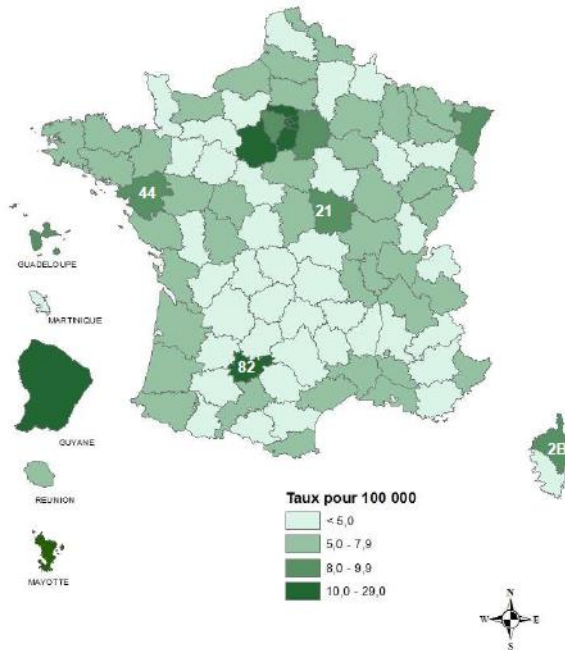 44
21
GUADELOUPE
MARTINIQUE
82
GUYANE
2B
REUNION
Taux pour 100 000
< 5,0
5,0 - 7,9
8,0 - 9,9
10,0 - 29,0
MAYOTTE
N
W E
S